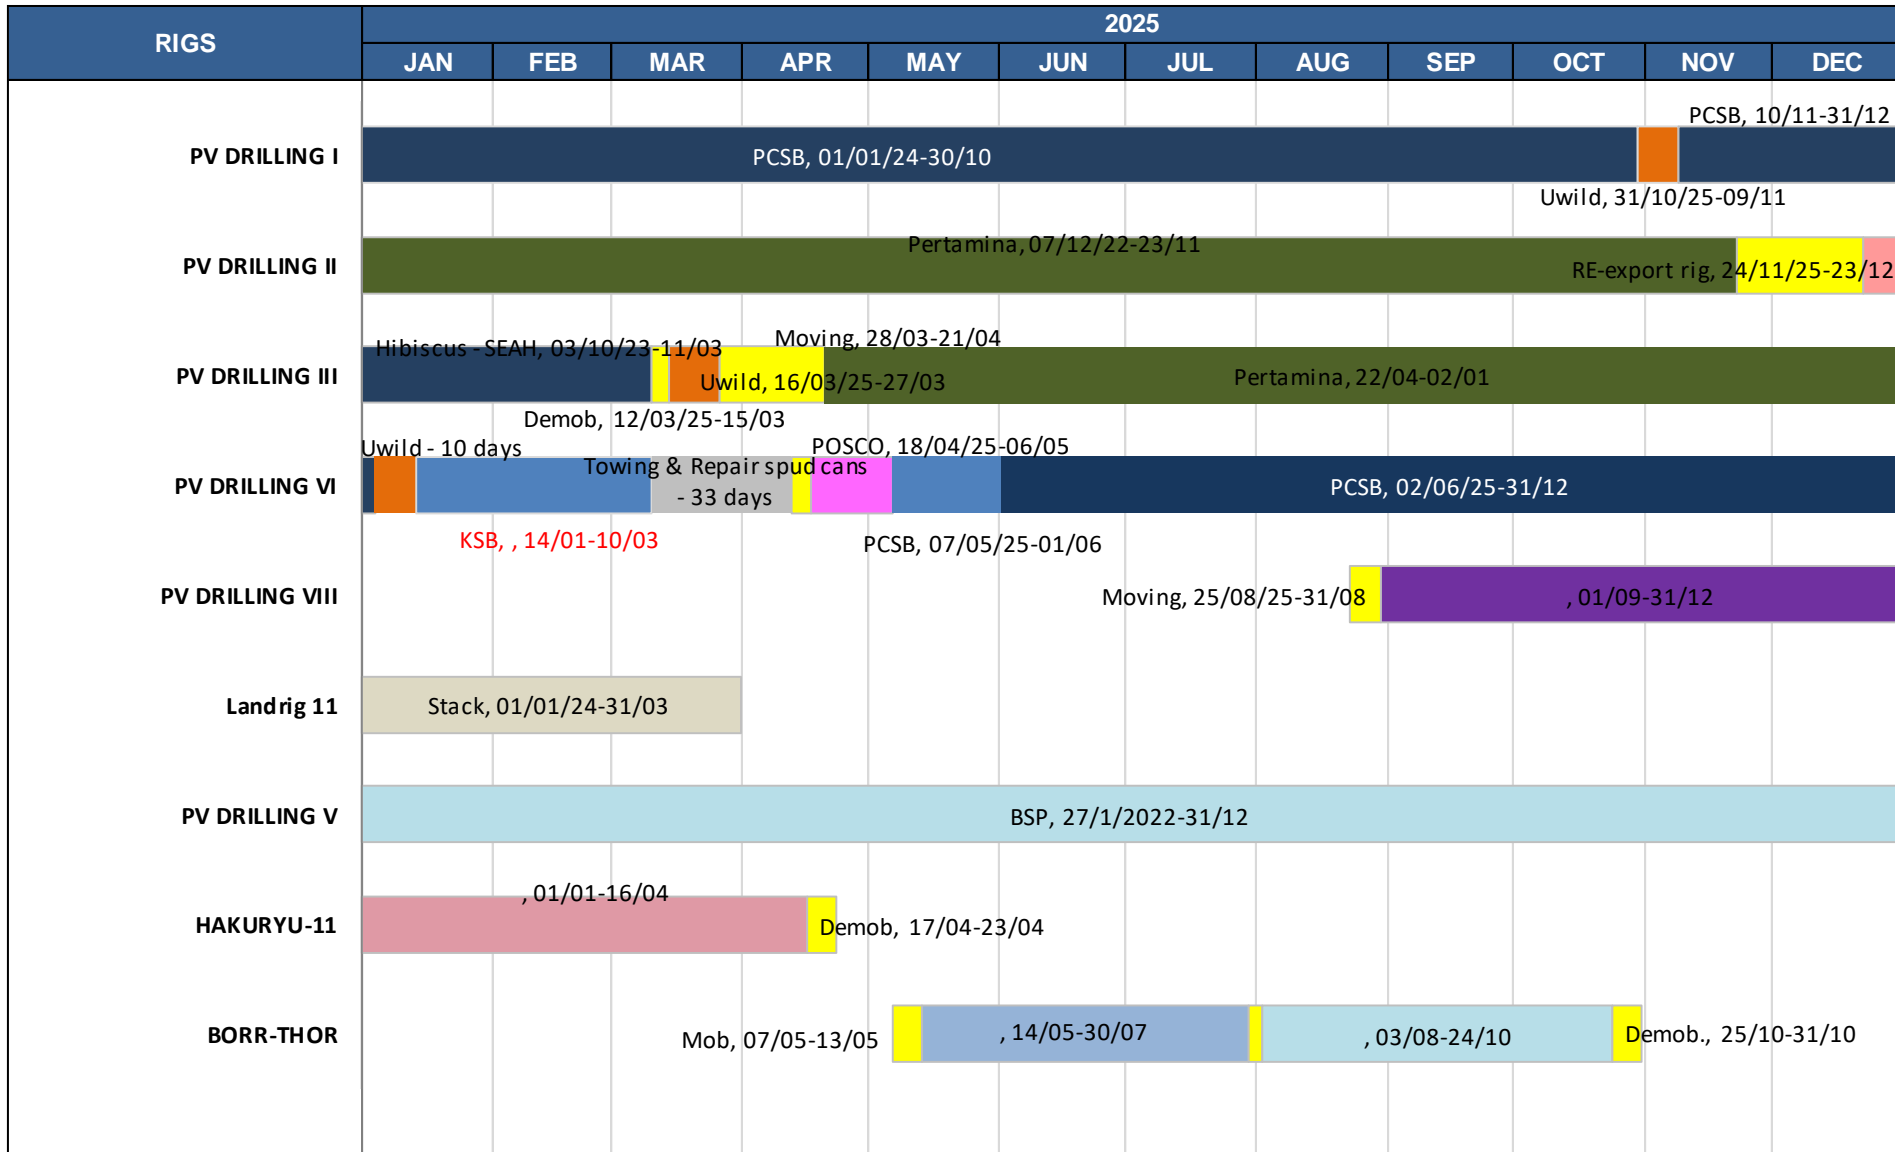 RIGS
2025
JAN FEB MAR APR MAY JUN JUL AUG SEP OCT NOV DEC
PCSB, 10/11-31/12
PV DRILLING I
PCSB, 01/01/24-30/10
Uwild, 31/10/25-09/11
Pertamina, 07/12/22-23/11
PV DRILLING II
RE-export rig, 24/11/25-23/12
Moving, 28/03-21/04
Hibiscus - SEAH, 03/10/23-11/03
PV DRILLING III
Uwild, 16/03/25-27/03
Pertamina, 22/04-02/01
Demob, 12/03/25-15/03
Uwild - 10 days
POSCO, 18/04/25-06/05
Towing & Repair spud cans
- 33 days
PV DRILLING VI
PCSB, 02/06/25-31/12
KSB, , 14/01-10/03
PCSB, 07/05/25-01/06
PV DRILLING VIII
Moving, 25/08/25-31/08
, 01/09-31/12
Landrig 11
Stack, 01/01/24-31/03
PV DRILLING V
BSP, 27/1/2022-31/12
, 01/01-16/04
HAKURYU-11
Demob, 17/04-23/04
BORR-THOR
Mob, 07/05-13/05
, 14/05-30/07
, 03/08-24/10
Demob., 25/10-31/10